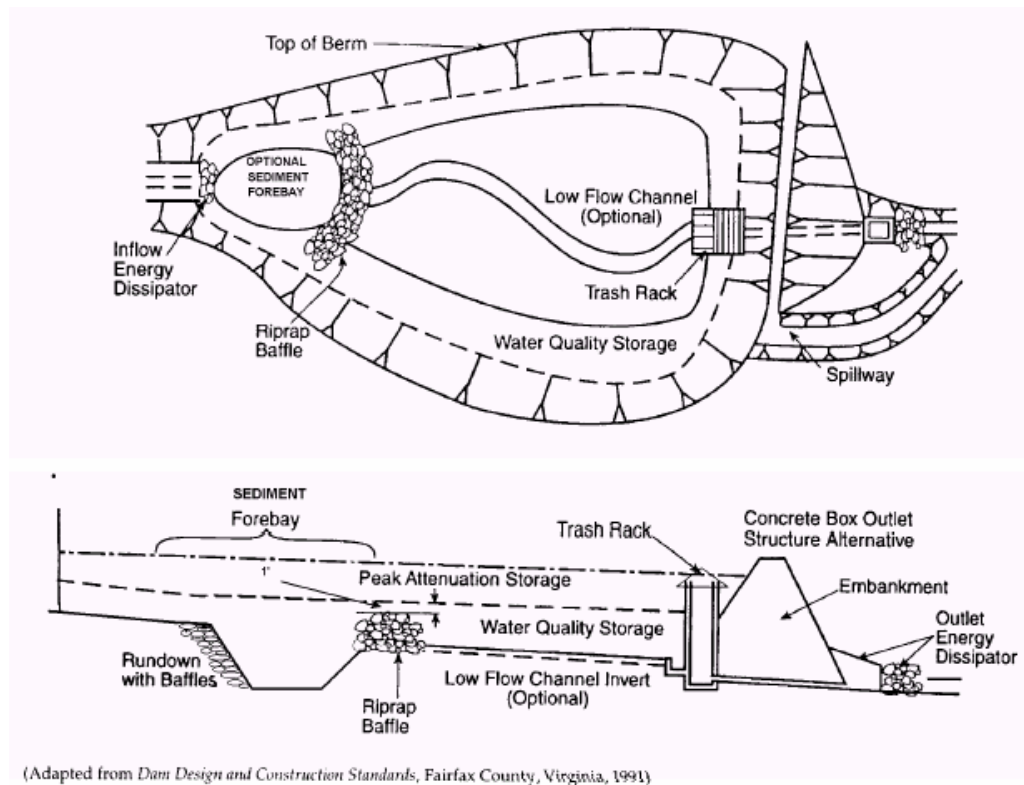 Top of Berm
OPTIONAL
SEDIMENT
FOREBAY
Low Flow Channel
(Optional)
Inflow
Energy
Dissipator
Trash Rack
Riprap
Baffle
Water Quality Storage
Spillway
SEDIMENT
Forebay
Trash Rack
Concrete Box Outlet
Structure Alternative
1'
Peak Attenuation Storage
Embankment
Water Quality Storage
Outlet
Energy
Dissipator
Rundown
with Baffles
Low Flow Channel Invert
(Optional)
Riprap
Baffle
(Adapted from Dam Design and Construction Standards, Fairfax County, Virginia, 1991)